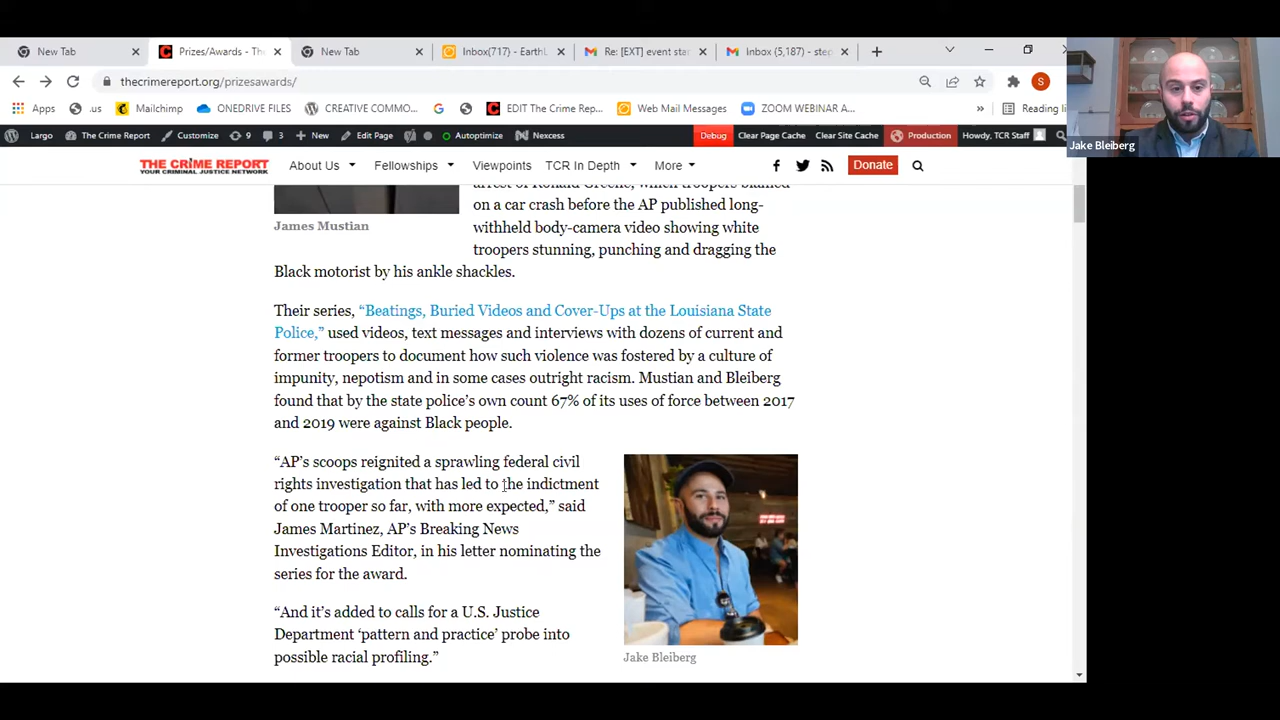 New Tab
Prizes/Awards - The
New Tab
Inbox(717) - Earthl
Re: [EXT] event star
Inbox (5,187) - step
thecrimereport.org/prizesawards/
S
Apps
.us
Mailchimp
ONEDRIVE FILES
CREATIVE COMMO...
EDIT The Crime Rep...
Web Mail Messages
ZOOM WEBINAR A...
Reading li
Largo
The Crime Report
Customize
9
3
New
Edit Page
Autoptimize
Nexcess
Debug
Clear Page Cache
Clear Site Cache
Production
Howdy, TCR Staff
Jake Bleiberg
THE CRIME REPORT
YOUR CRIMINAL JUSTICE NETWORK
About Us
Fellowships
Viewpoints
TCR In Depth
More
Donate
arrest of Ronald Greene, which troopers blamed
on a car crash before the AP published long-
withheld body-camera video showing white
troopers stunning, punching and dragging the
James Mustian
Black motorist by his ankle shackles.
Their series, “Beatings, Buried Videos and Cover-Ups at the Louisiana State
Police,” used videos, text messages and interviews with dozens of current and
former troopers to document how such violence was fostered by a culture of
impunity, nepotism and in some cases outright racism. Mustian and Bleiberg
found that by the state police’s own count 67% of its uses of force between 2017
and 2019 were against Black people.
“AP’s scoops reignited a sprawling federal civil
rights investigation that has led to the indictment
of one trooper so far, with more expected,” said
James Martinez, AP’s Breaking News
Investigations Editor, in his letter nominating the
series for the award.
“And it’s added to calls for a U.S. Justice
Department ‘pattern and practice’ probe into
possible racial profiling.”
Jake Bleiberg